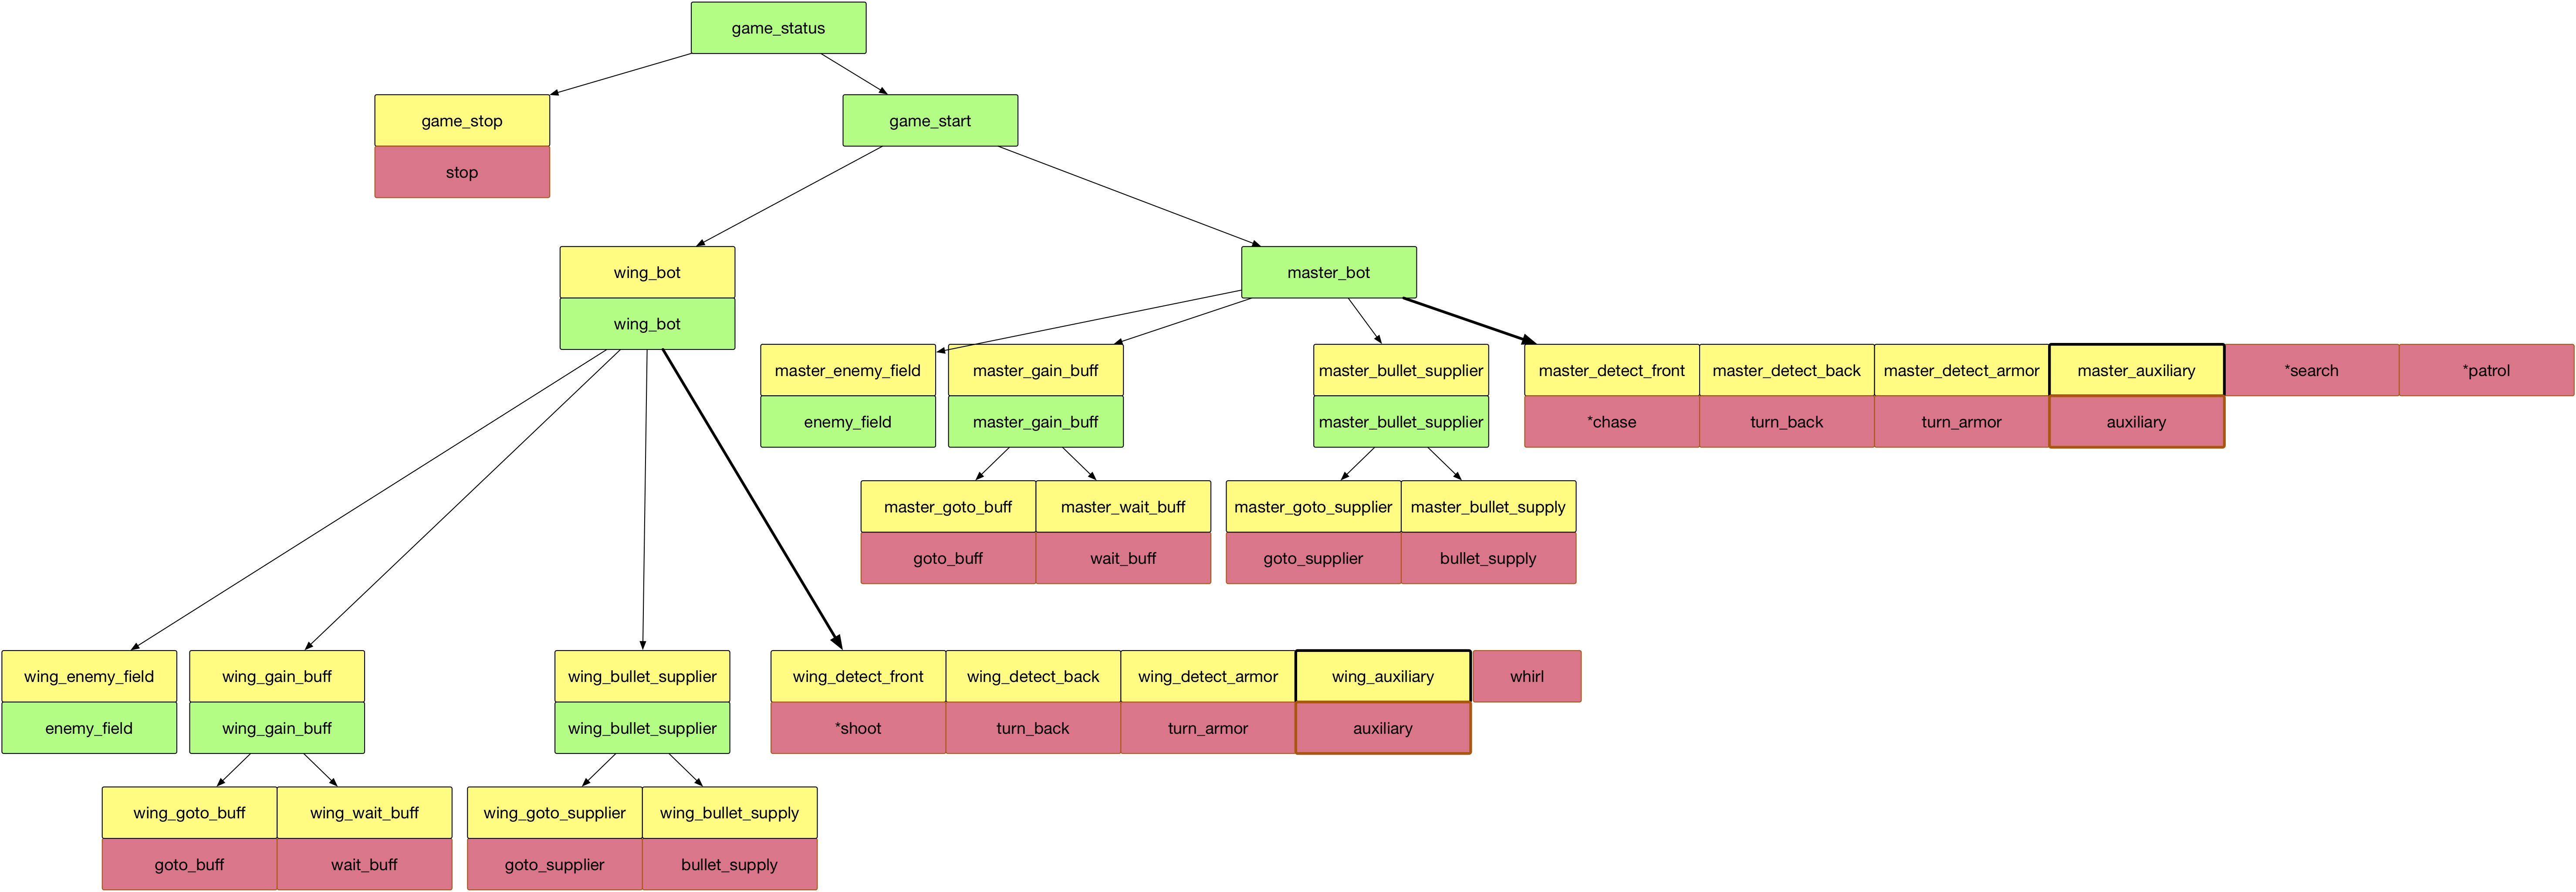 game_status
game_stop
game_start
stop
wing_bot
master_bot
wing_bot
master_enemy_field
master_gain_buff
master_bullet_supplier
master_detect_front
master_detect_back
master_detect_armor
master_auxiliary
*search
*patrol
enemy_field
master_gain_buff
master_bullet_supplier
*chase
turn_back
turn_armor
auxiliary
master_goto_buff
master_wait_buff
master_goto_supplier
master_bullet_supply
goto_buff
wait_buff
goto_supplier
bullet_supply
wing_enemy_field
wing_gain_buff
wing_bullet_supplier
wing_detect_front
wing_detect_back
wing_detect_armor
wing_auxiliary
whirl
enemy_field
wing_gain_buff
wing_bullet_supplier
*shoot
turn_back
turn_armor
auxiliary
wing_goto_buff
wing_wait_buff
wing_goto_supplier
wing_bullet_supply
goto_buff
wait_buff
goto_supplier
bullet_supply